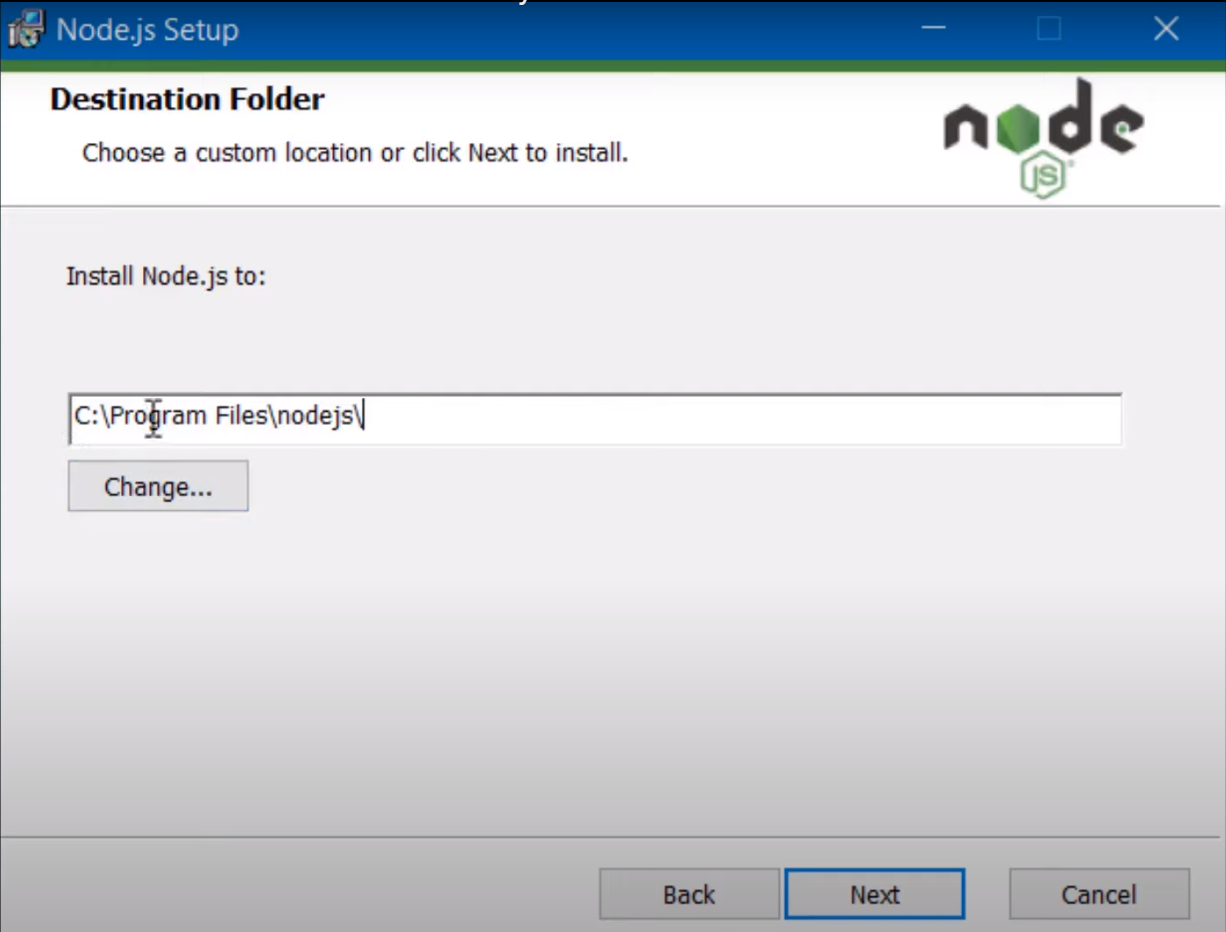 Node.js Setup
Destination Folder
Choose a custom location or click Next to install.
node
JS
Install Node.js to:
C:\Program Files\nodejs\
Change...
Back
Next
Cancel